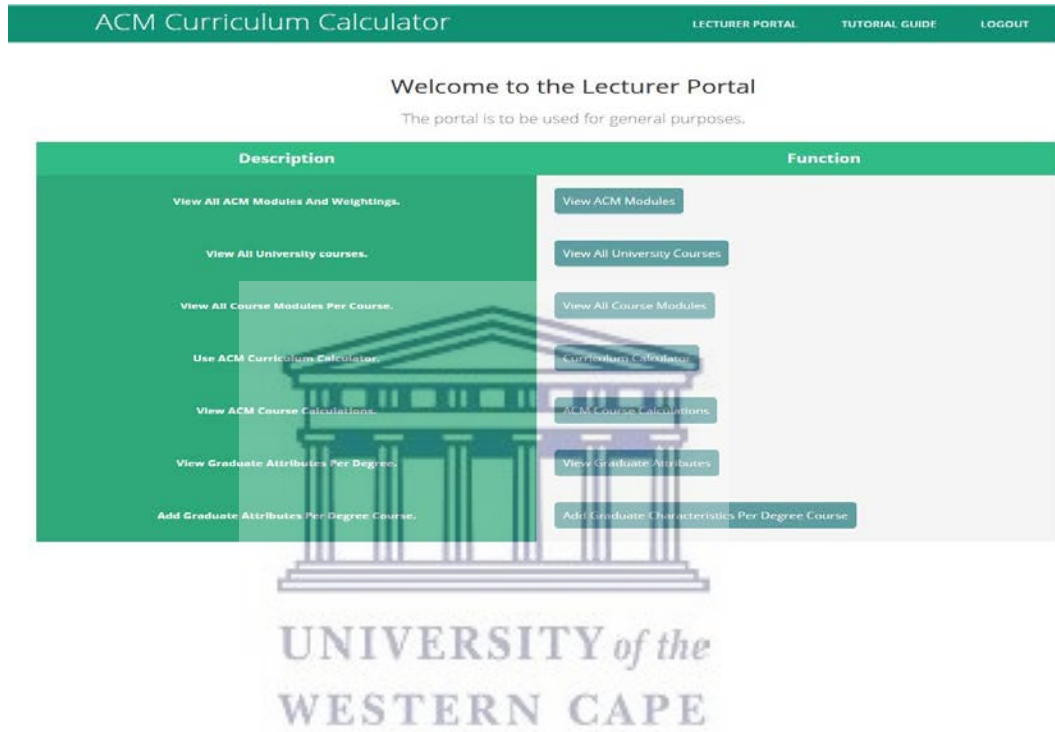 ACM Curriculum Calculator LECTURER PORTAL TUTORIAL GUIDE LOGOUT
Welcome to the Lecturer Portal
The portal is to be used for general purposes.
Description Function
View All ACM Modules And Weightings. View ACM Modules
View All University courses. View All University Courses
View All Course Modules Per Course. View All Course Modules
Use ACM Curriculum Calculator. Curriculum Calculator
View ACM Course Calculations. ACM Course Calculations
View Graduate Attributes Per Degree. View Graduate Attributes
Add Graduate Attributes Per Degree Course. Add Graduate Characteristics Per Degree Course
UNIVERSITY of the
WESTERN CAPE